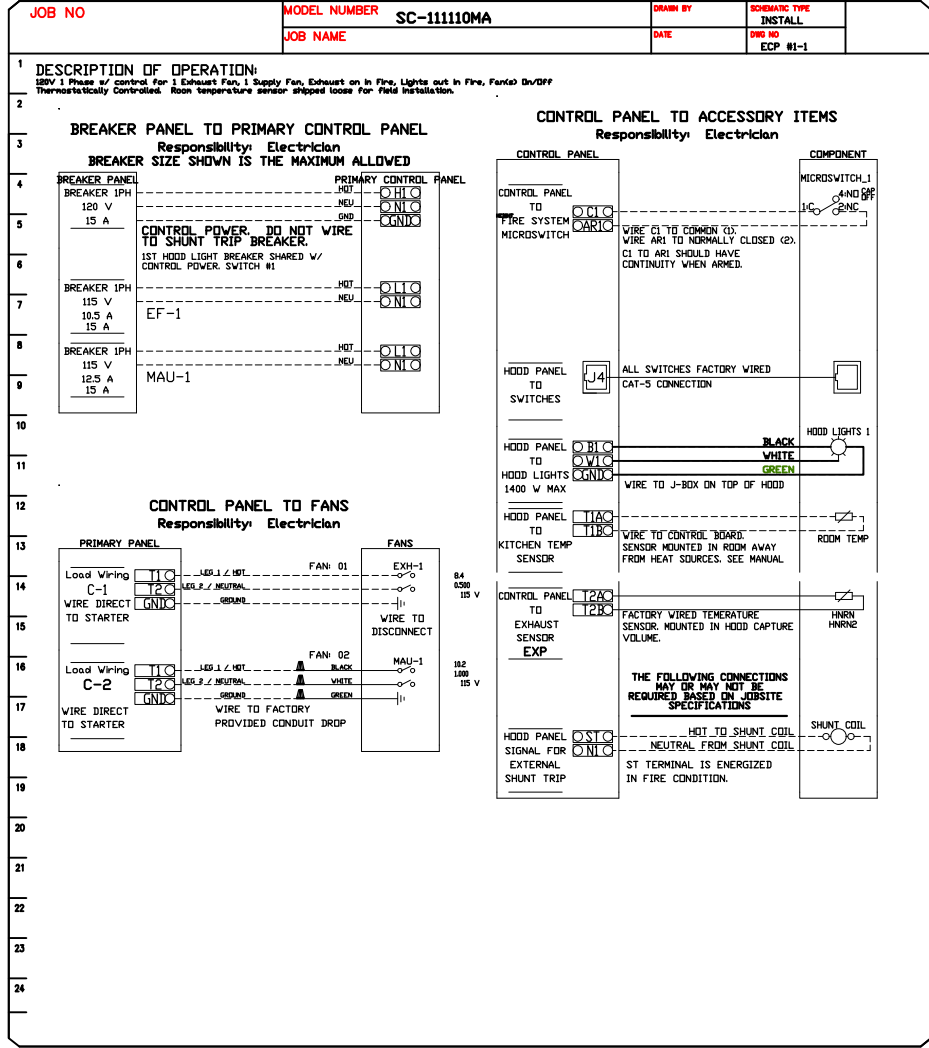 JOB NO
MODEL NUMBER SC-111110MA
JOB NAME
DRAWN BY
DATE
SCHEMATIC TYPE
INSTALL
DWG NO
ECP #1-1
DESCRIPTION OF OPERATION:
120V 1 Phase w/ control for 1 Exhaust Fan, 1 Supply Fan, Exhaust on in Fire, Lights out in Fire, Fan(s) On/Off
Thermostatically Controlled. Room temperature sensor shipped loose for field installation.
BREAKER PANEL TO PRIMARY CONTROL PANEL
Responsibility: Electrician
BREAKER SIZE SHOWN IS THE MAXIMUM ALLOWED
BREAKER PANEL
PRIMARY CONTROL PANEL
BREAKER 1PH
120 V
15 A
HOT H1
NEU N1
GND GND
CONTROL POWER. DO NOT WIRE
TO SHUNT TRIP BREAKER.
1ST HOOD LIGHT BREAKER SHARED W/
CONTROL POWER. SWITCH #1
BREAKER 1PH
115 V
10.5 A
15 A
EF-1
HOT L1
NEU N1
BREAKER 1PH
115 V
12.5 A
15 A
MAU-1
HOT L1
NEU N1
CONTROL PANEL TO FANS
Responsibility: Electrician
PRIMARY PANEL
FANS
Load Wiring
C-1
WIRE DIRECT
TO STARTER
T1 LEG 1 / HOT
T2 LEG 2 / NEUTRAL
GND GROUND
FAN: 01 EXH-1
WIRE TO
DISCONNECT
8.4
0.500
115 V
Load Wiring
C-2
WIRE DIRECT
TO STARTER
T1 LEG 1 / HOT BLACK
T2 LEG 2 / NEUTRAL WHITE
GND GROUND GREEN
FAN: 02 MAU-1
WIRE TO FACTORY
PROVIDED CONDUIT DROP
10.2
1.000
115 V
CONTROL PANEL TO ACCESSORY ITEMS
Responsibility: Electrician
CONTROL PANEL
COMPONENT
CONTROL PANEL
TO
FIRE SYSTEM
MICROSWITCH
C1
AR1
MICROSWITCH_1
4:NO CAP OFF
1:C 2:NC
WIRE C1 TO COMMON (1).
WIRE AR1 TO NORMALLY CLOSED (2).
C1 TO AR1 SHOULD HAVE
CONTINUITY WHEN ARMED.
HOOD PANEL
TO
SWITCHES
J4
ALL SWITCHES FACTORY WIRED
CAT-5 CONNECTION
HOOD PANEL
TO
HOOD LIGHTS
1400 W MAX
B1 BLACK
W1 WHITE
GND GREEN
HOOD LIGHTS 1
WIRE TO J-BOX ON TOP OF HOOD
HOOD PANEL
TO
KITCHEN TEMP
SENSOR
T1A
T1B
WIRE TO CONTROL BOARD.
SENSOR MOUNTED IN ROOM AWAY
FROM HEAT SOURCES. SEE MANUAL
ROOM TEMP
CONTROL PANEL
TO
EXHAUST
SENSOR
EXP
T2A
T2B
FACTORY WIRED TEMERATURE
SENSOR. MOUNTED IN HOOD CAPTURE
VOLUME.
HNRN
HNRN2
THE FOLLOWING CONNECTIONS
MAY OR MAY NOT BE
REQUIRED BASED ON JOBSITE
SPECIFICATIONS
HOOD PANEL
SIGNAL FOR
EXTERNAL
SHUNT TRIP
ST HOT TO SHUNT COIL
N1 NEUTRAL FROM SHUNT COIL
SHUNT COIL
ST TERMINAL IS ENERGIZED
IN FIRE CONDITION.
1
2
3
4
5
6
7
8
9
10
11
12
13
14
15
16
17
18
19
20
21
22
23
24